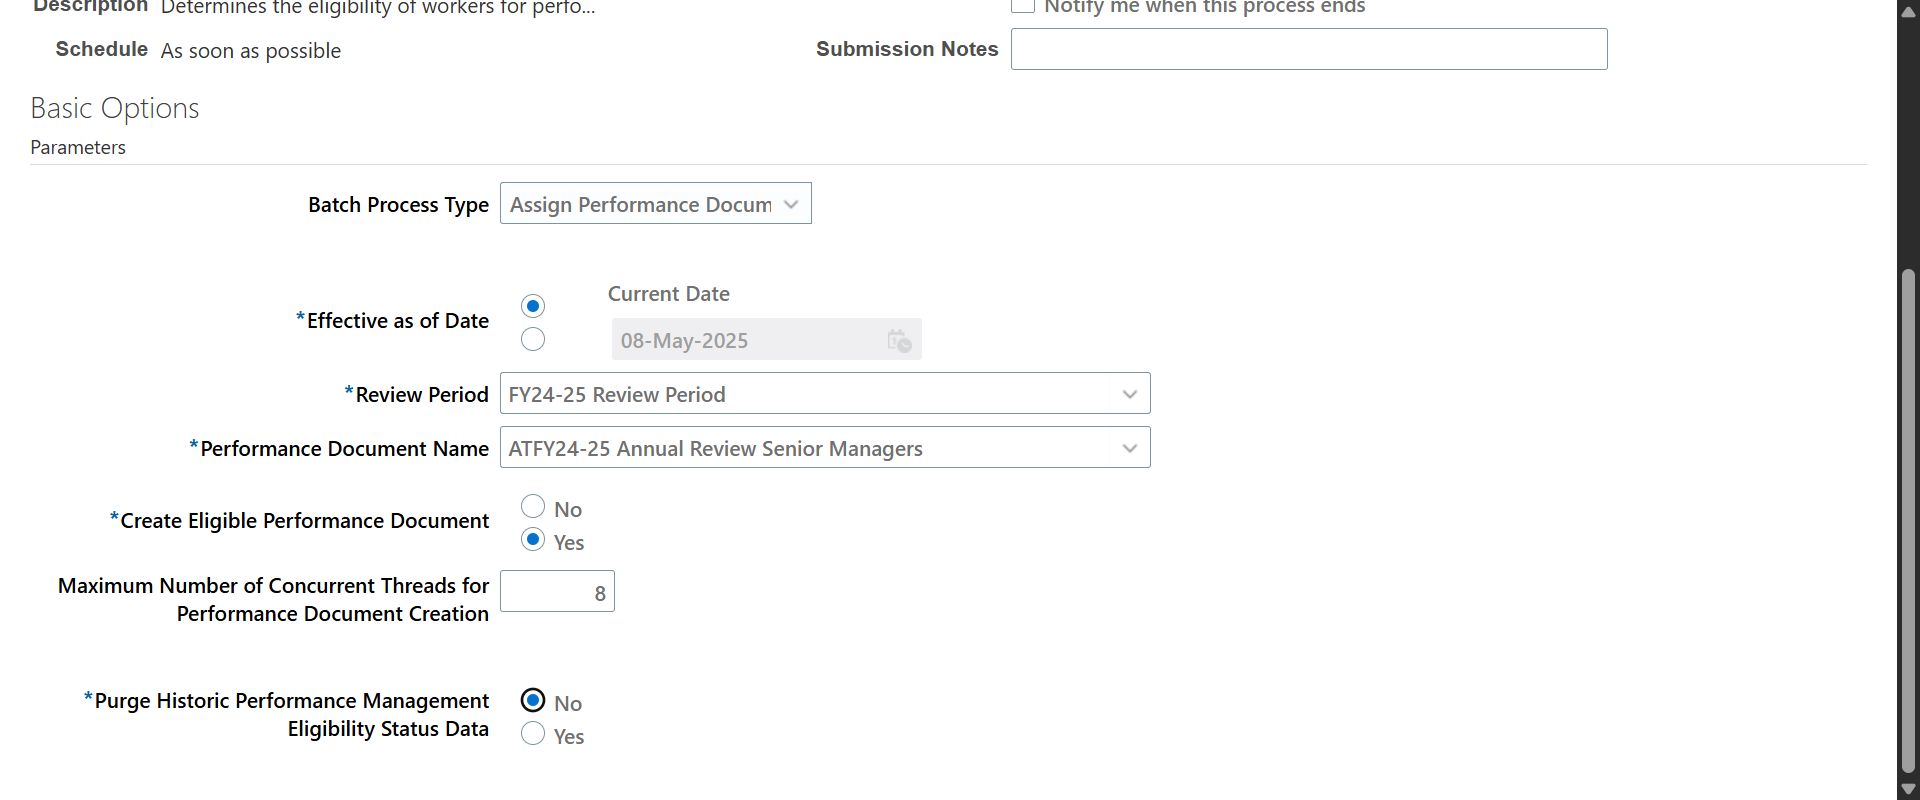 Description Determines the eligibility of workers for perfo... Notify me when this process ends
Schedule As soon as possible Submission Notes
Basic Options
Parameters
Batch Process Type Assign Performance Docum
Current Date
*Effective as of Date
08-May-2025
*Review Period FY24-25 Review Period
*Performance Document Name ATFY24-25 Annual Review Senior Managers
No
*Create Eligible Performance Document
Yes
Maximum Number of Concurrent Threads for
Performance Document Creation 8
*Purge Historic Performance Management No
Eligibility Status Data Yes